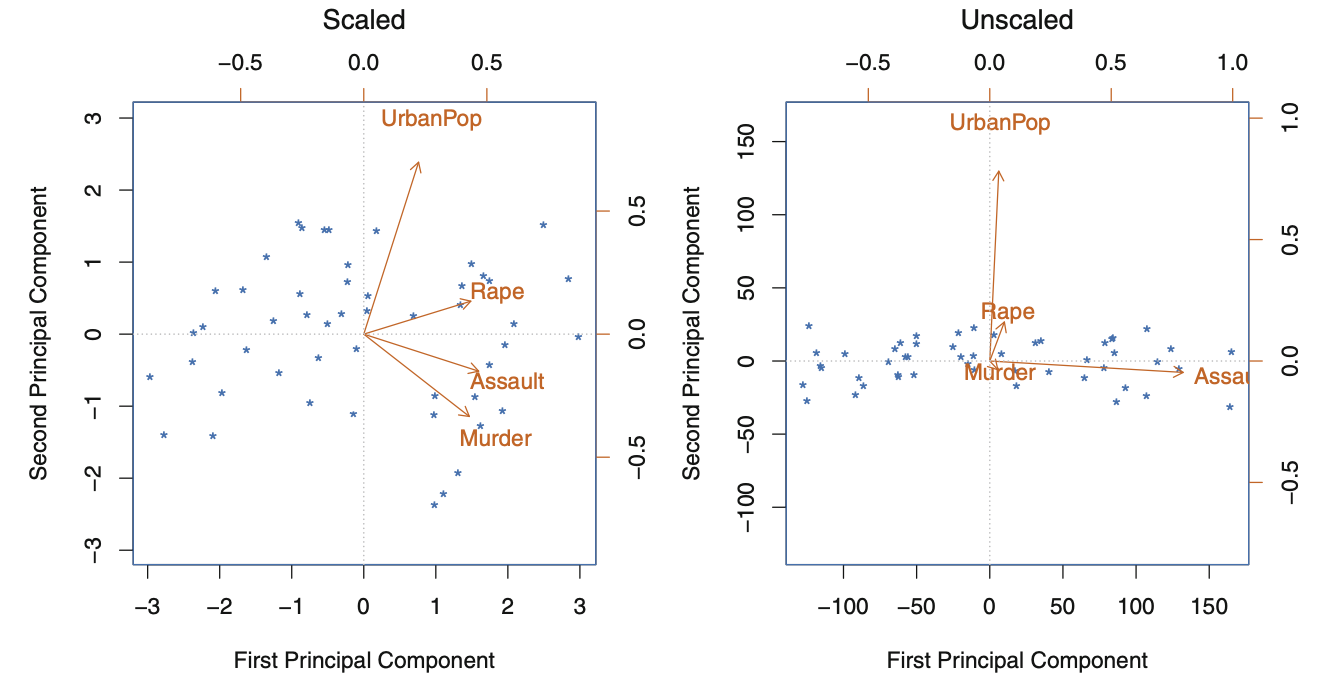 Scaled
−0.5 0.0 0.5
UrbanPop
Rape
Assault
Murder
3
2
1
0
−1
−2
−3
Second Principal Component
0.5
0.0
−0.5
−3 −2 −1 0 1 2 3
First Principal Component
Unscaled
−0.5 0.0 0.5 1.0
UrbanPop
Rape
Murder
Assau
150
100
50
0
−50
−100
Second Principal Component
1.0
0.5
0.0
−0.5
−100 −50 0 50 100 150
First Principal Component